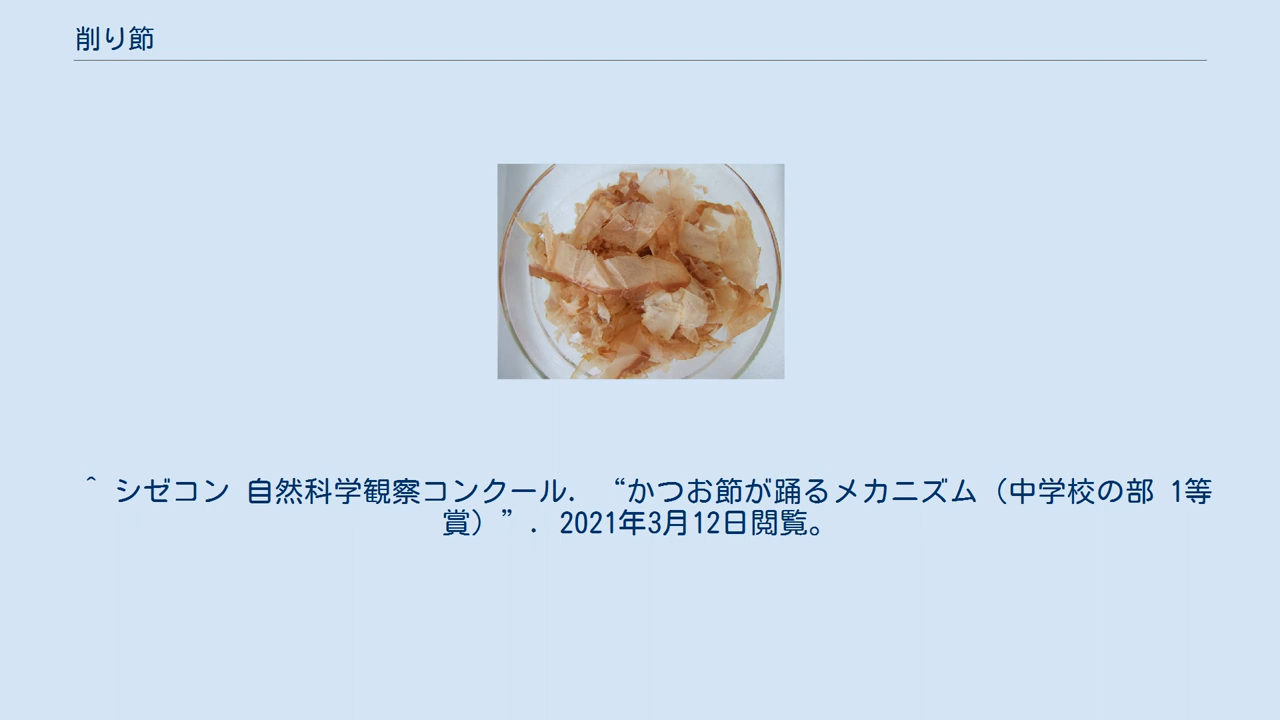 削り節
^ シゼコン 自然科学観察コンクール. “かつお節が踊るメカニズム（中学校の部 1等
賞）”. 2021年3月12日閲覧。